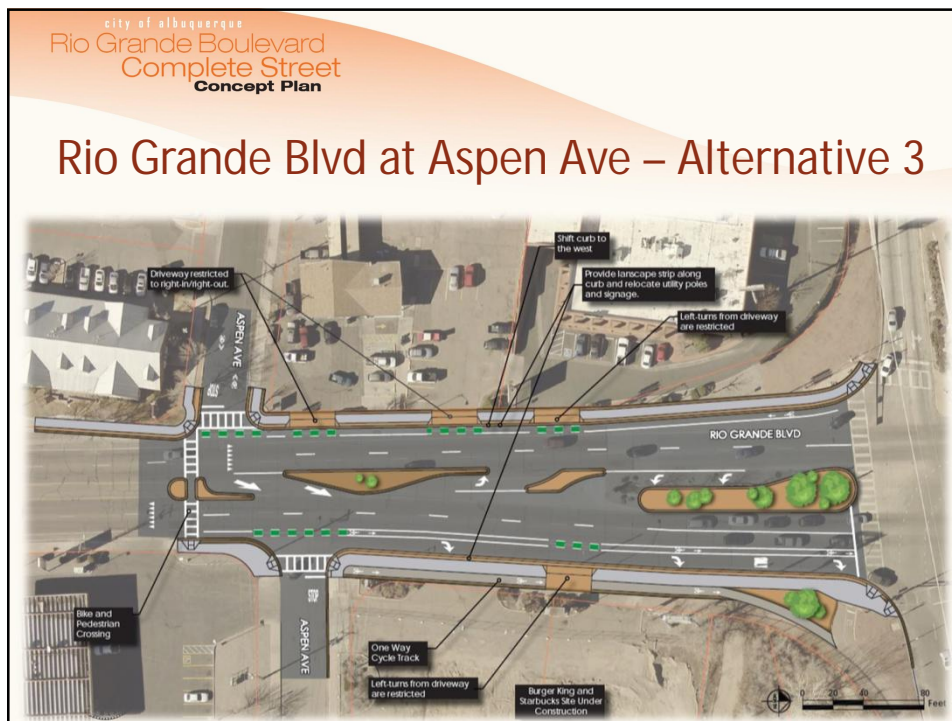 city of albuquerque
Rio Grande Boulevard
Complete Street
Concept Plan
Rio Grande Blvd at Aspen Ave – Alternative 3
Shift curb to
the west
Driveway restricted
to right-in/right-out.
Provide lanscape strip along
curb and relocate utility poles
and signage.
Left-turns from driveway
are restricted
ASPEN AVE
STOP
RIO GRANDE BLVD
Bike and
Pedestrian
Crossing
STOP
ASPEN AVE
One Way
Cycle Track
Left-turns from driveway
are restricted
Burger King and
Starbucks Site Under
Construction
0 20 40 80
Feet